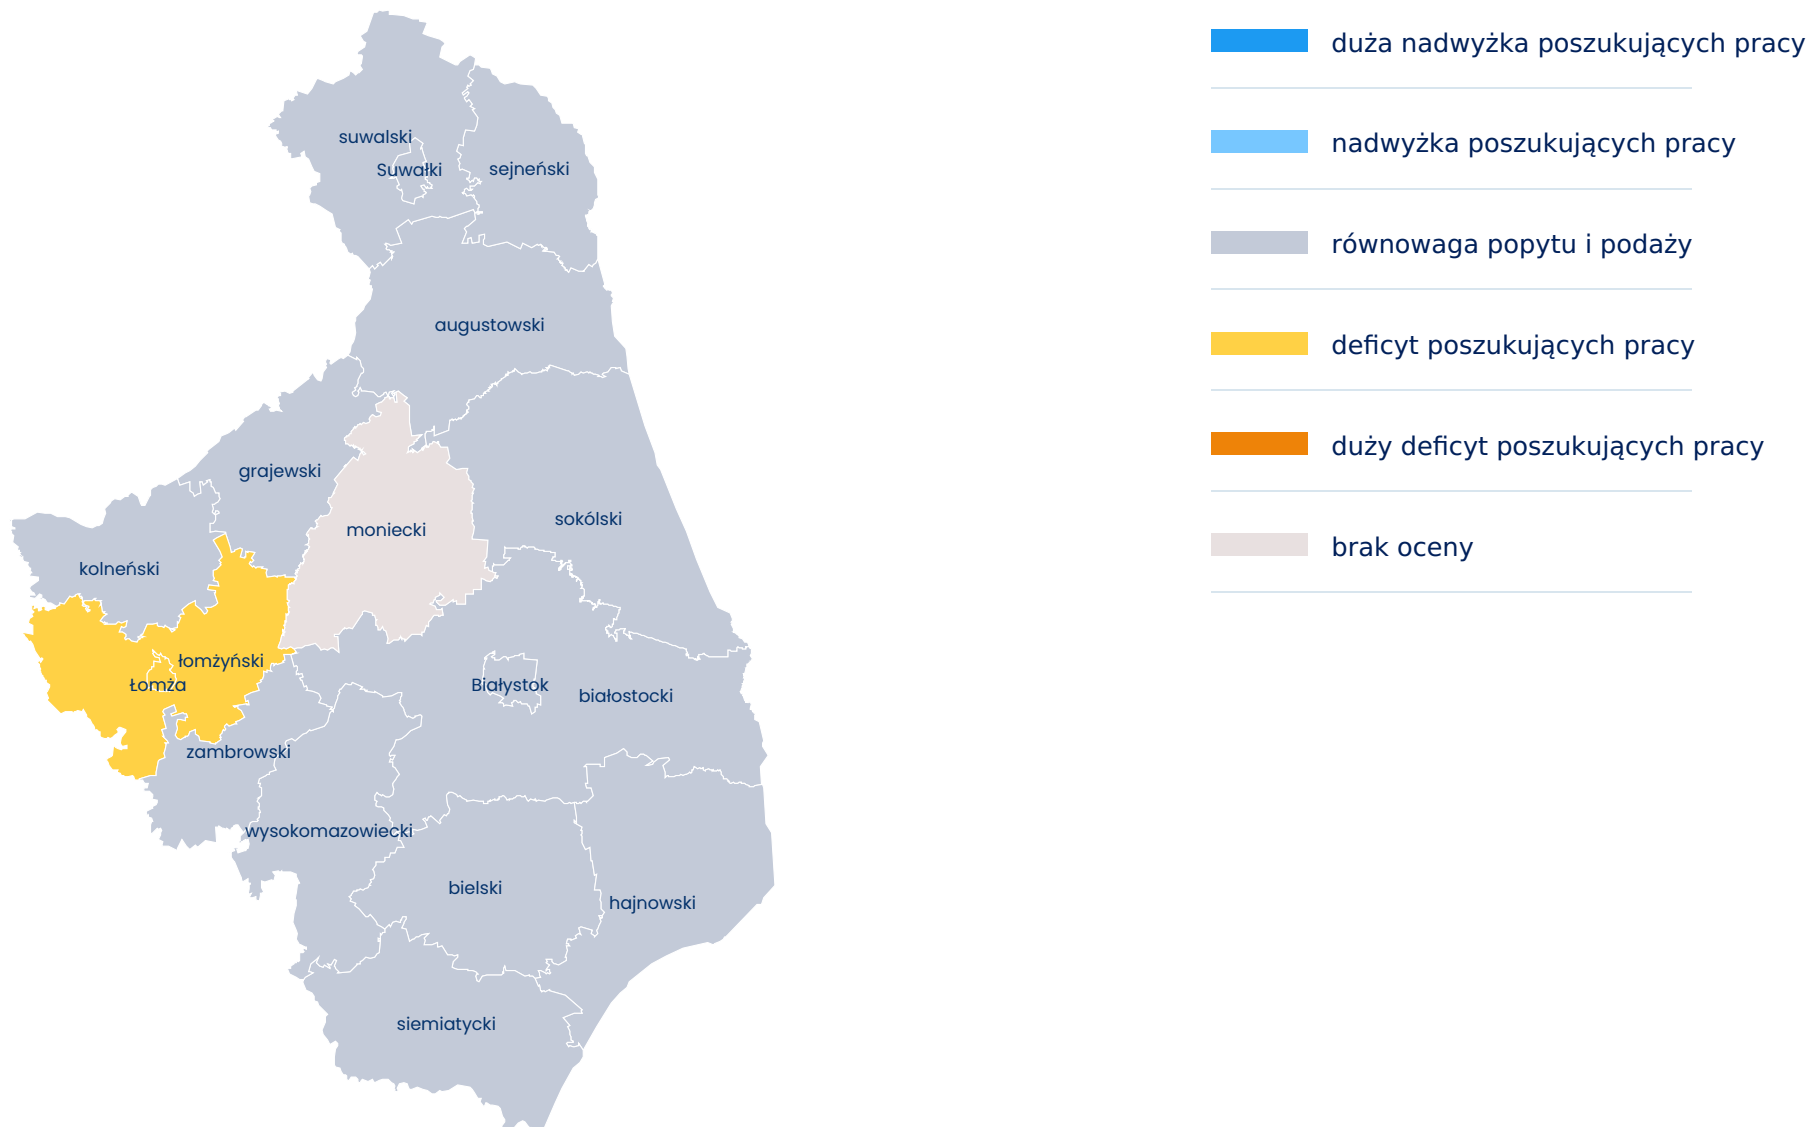 suwalski
Suwałki
sejneński
augustowski
grajewski
moniecki
sokólski
kolneński
łomżyński
Łomża
Białystok
białostocki
zambrowski
wysokomazowiecki
bielski
hajnowski
siemiatycki
duża nadwyżka poszukujących pracy
nadwyżka poszukujących pracy
równowaga popytu i podaży
deficyt poszukujących pracy
duży deficyt poszukujących pracy
brak oceny